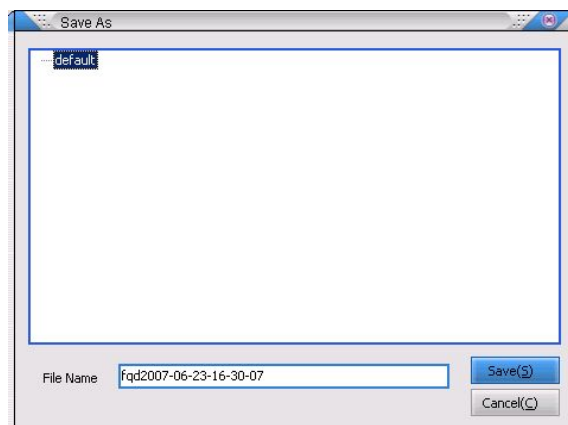 Save As
default
File Name
fqd2007-06-23-16-30-07
Save(S)
Cancel(C)